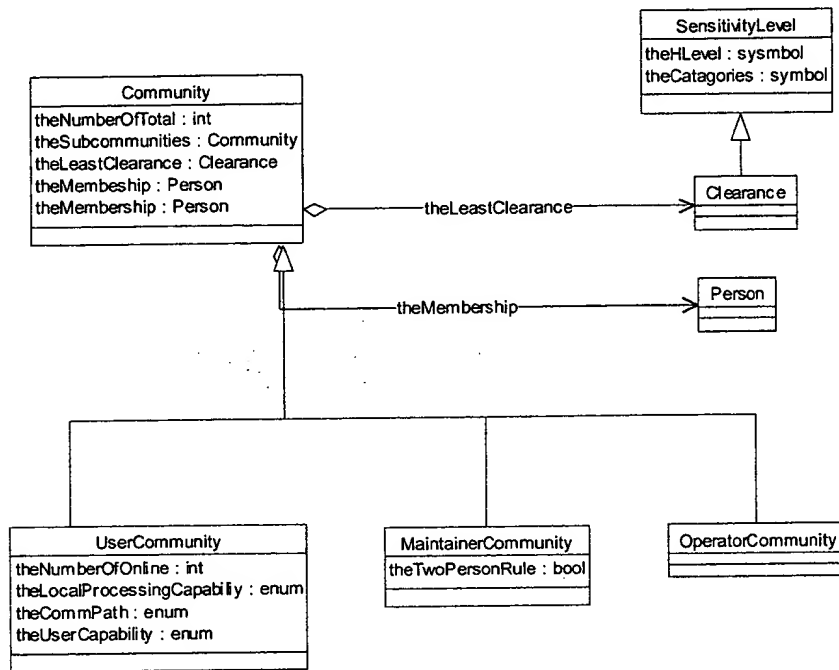 SensitivityLevel
theHLevel : sysmbol
theCatagories : symbol
Community
theNumberOfTotal : int
theSubcommunities : Community
theLeastClearance : Clearance
theMembeship : Person
theMembership : Person
Clearance
theLeastClearance
Person
theMembership
UserCommunity
theNumberOfOnline : int
theLocalProcessingCapabiliy : enum
theCommPath : enum
theUserCapability : enum
MaintainerCommunity
theTwoPersonRule : bool
OperatorCommunity